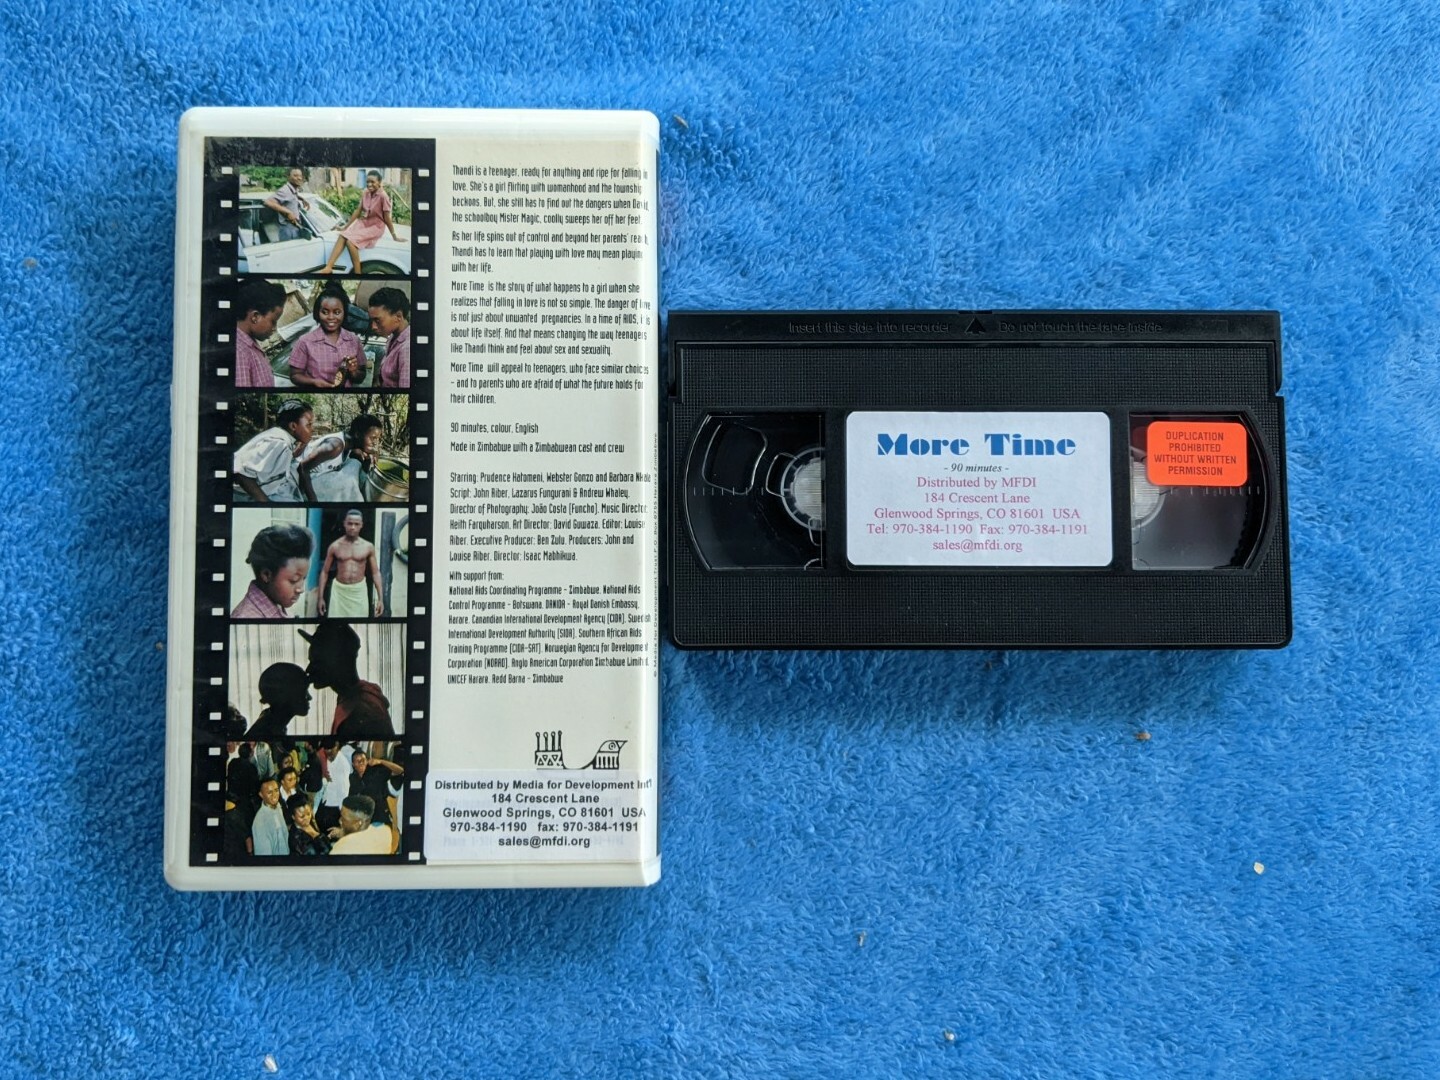 Thandi is a teenager, ready for anything and ripe for falling in
love. She's a girl flirting with womanhood and the township
beckons. But, she still has to find out the dangers when David,
the schoolboy Mister Magic, coolly sweeps her off her feet.
As her life spins out of control and beyond her parents' reach,
Thandi has to learn that playing with love may mean playing
with her life.
More Time is the story of what happens to a girl when she
realizes that falling in love is not so simple. The danger of love
is not just about unwanted pregnancies. In a time of AIDS, it is
about life itself. And that means changing the way teenagers
like Thandi think and feel about sex and sexuality.
More Time will appeal to teenagers, who face similar choices
- and to parents who are afraid of what the future holds for
their children.
90 minutes, colour, English
Made in Zimbabwe with a Zimbabwean cast and crew
Starring: Prudence Katomeni, Webster Gonzo and Barbara Nkala
Script: John Riber, Lazarus Fungurani & Andrew Whaley,
Director of Photography: João Costa (Funcho). Music Director:
Keith Farquharson. Art Director: David Guwaza. Editor: Louise
Riber. Executive Producer: Ben Zulu. Producers: John and
Louise Riber. Director: Isaac Mabhikwa.
With support from:
National Aids Coordinating Programme - Zimbabwe. National Aids
Control Programme - Botswana. DANIDA - Royal Danish Embassy,
Harare. Canandian International Development Agency (CIDA). Swedish
International Development Authority (SIDA). Southern African Aids
Training Programme (CIDA-SAT). Norwegian Agency for Development
Corporation (NORAD). Anglo American Corporation Zimbabwe Limited.
UNICEF Harare. Redd Barna - Zimbabwe
Distributed by Media for Development Int'l
184 Crescent Lane
Glenwood Springs, CO 81601 USA
970-384-1190 fax: 970-384-1191
sales@mfdi.org
Insert this side into recorder Do not touch the tape inside
More Time
- 90 minutes -
Distributed by MFDI
184 Crescent Lane
Glenwood Springs, CO 81601 USA
Tel: 970-384-1190 Fax: 970-384-1191
sales@mfdi.org
DUPLICATION
PROHIBITED
WITHOUT WRITTEN
PERMISSION